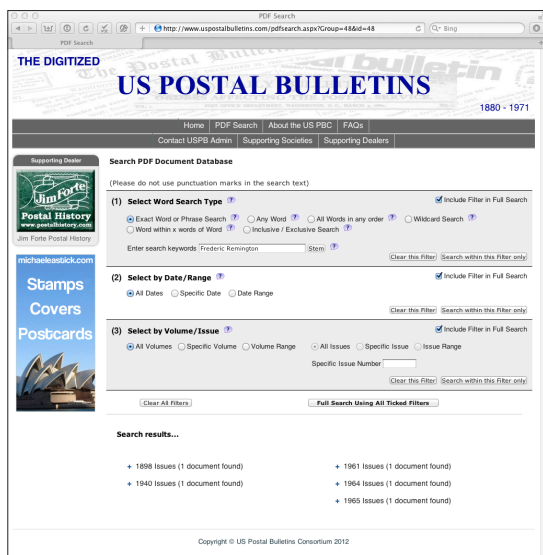 PDF Search
http://www.uspostalbulletins.com/pdfsearch.aspx?Group=48&id=48
Bing
PDF Search
THE DIGITIZED
US POSTAL BULLETINS
1880 - 1971
Home PDF Search About the US PBC FAQs
Contact USPB Admin Supporting Societies Supporting Dealers
Supporting Dealer
Jim Forte
Postal History
www.postalhistory.com
Jim Forte Postal History
michaeleastick.com
Stamps
Covers
Postcards
Search PDF Document Database
(Please do not use punctuation marks in the search text)
(1) Select Word Search Type ? Include Filter in Full Search
Exact Word or Phrase Search ? Any Word ? All Words in any order ? Wildcard Search ?
Word within x words of Word ? Inclusive / Exclusive Search ?
Enter search keywords Frederic Remington Stem ?
Clear this Filter Search within this Filter only
(2) Select by Date/Range ? Include Filter in Full Search
All Dates Specific Date Date Range
Clear this Filter Search within this Filter only
(3) Select by Volume/Issue ? Include Filter in Full Search
All Volumes Specific Volume Volume Range All Issues Specific Issue Issue Range
Specific Issue Number
Clear this Filter Search within this Filter only
Clear All Filters Full Search Using All Ticked Filters
Search results...
+ 1898 Issues (1 document found)
+ 1940 Issues (1 document found)
+ 1961 Issues (1 document found)
+ 1964 Issues (1 document found)
+ 1965 Issues (1 document found)
Copyright © US Postal Bulletins Consortium 2012